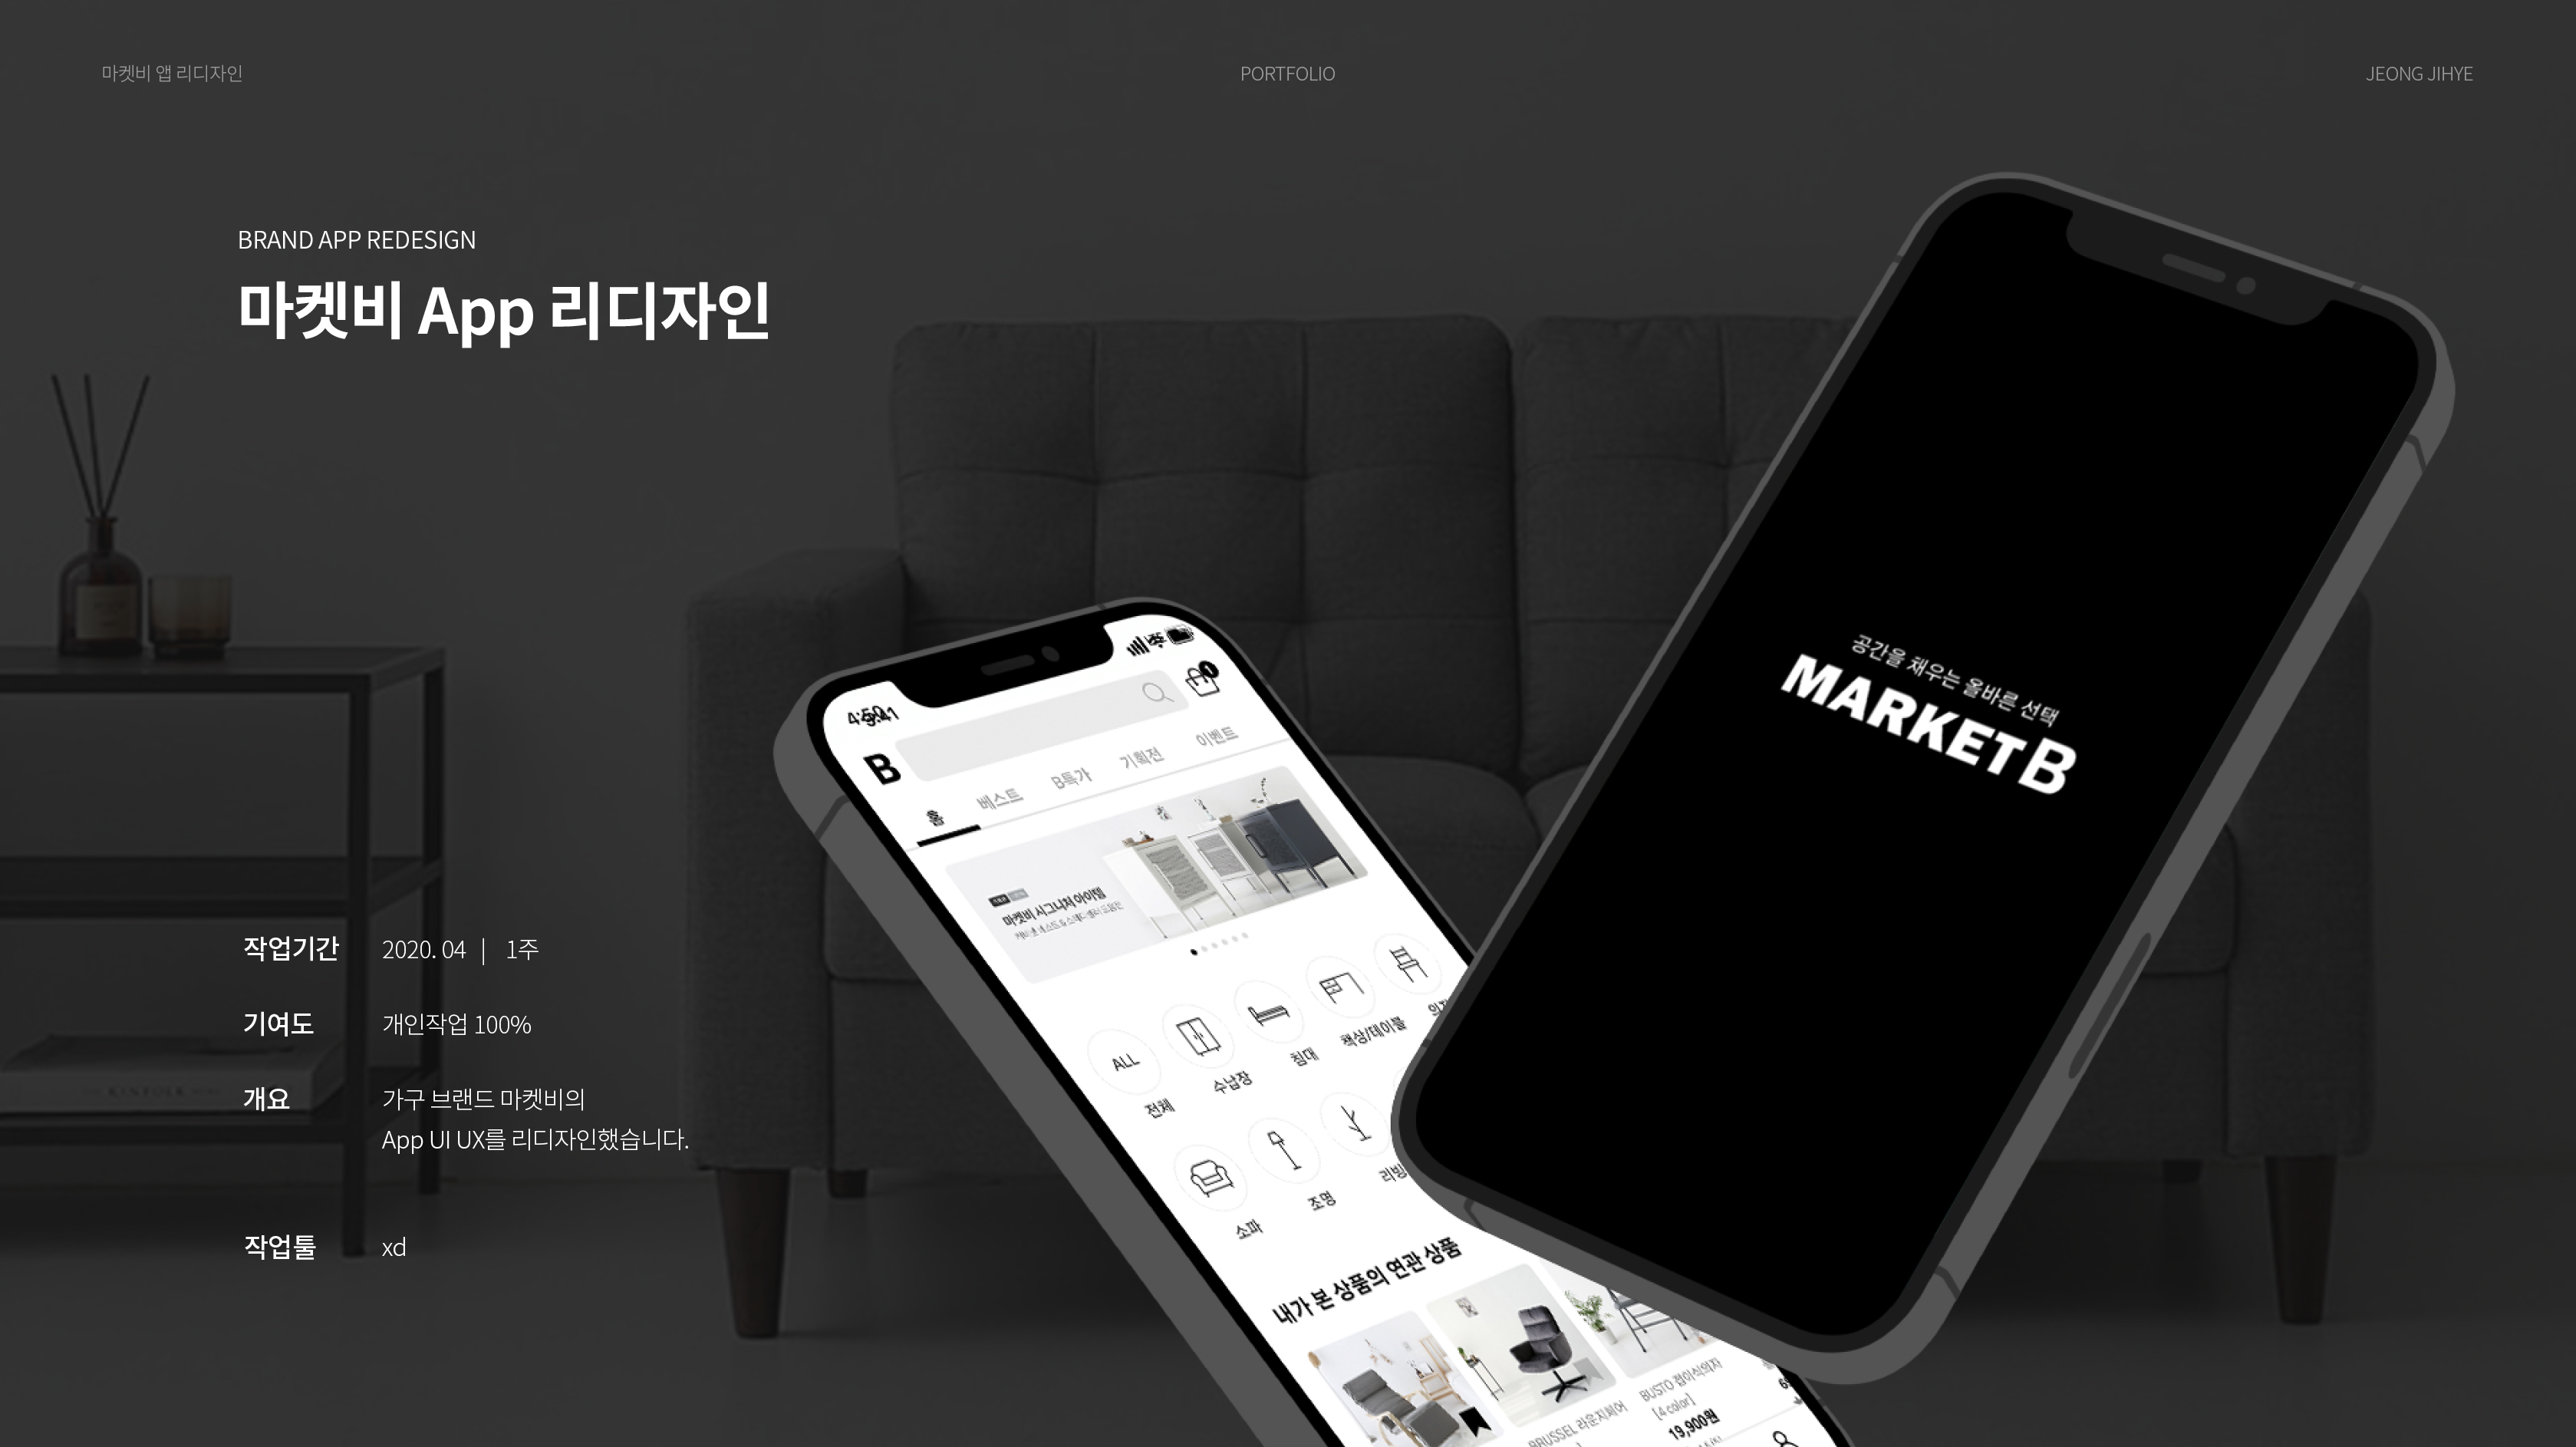 마켓비 앱 리디자인
PORTFOLIO
JEONG JIHYE
BRAND APP REDESIGN
마켓비 App 리디자인
작업기간 2020. 04 | 1주
기여도 개인작업 100%
개요 가구 브랜드 마켓비의
App UI UX를 리디자인했습니다.
작업툴 xd
B
홈 베스트 B특가 기획전 이벤트
마켓비 시그니처 아이템
ALL
전체 수납장 침대 책상/테이블
소파 조명 리빙
내가 본 상품의 연관 상품
BRUSSEL 라운지체어
BUSTO 접이식의자
[4 color]
19,900원
공간을 채우는 올바른 선택
MARKET B